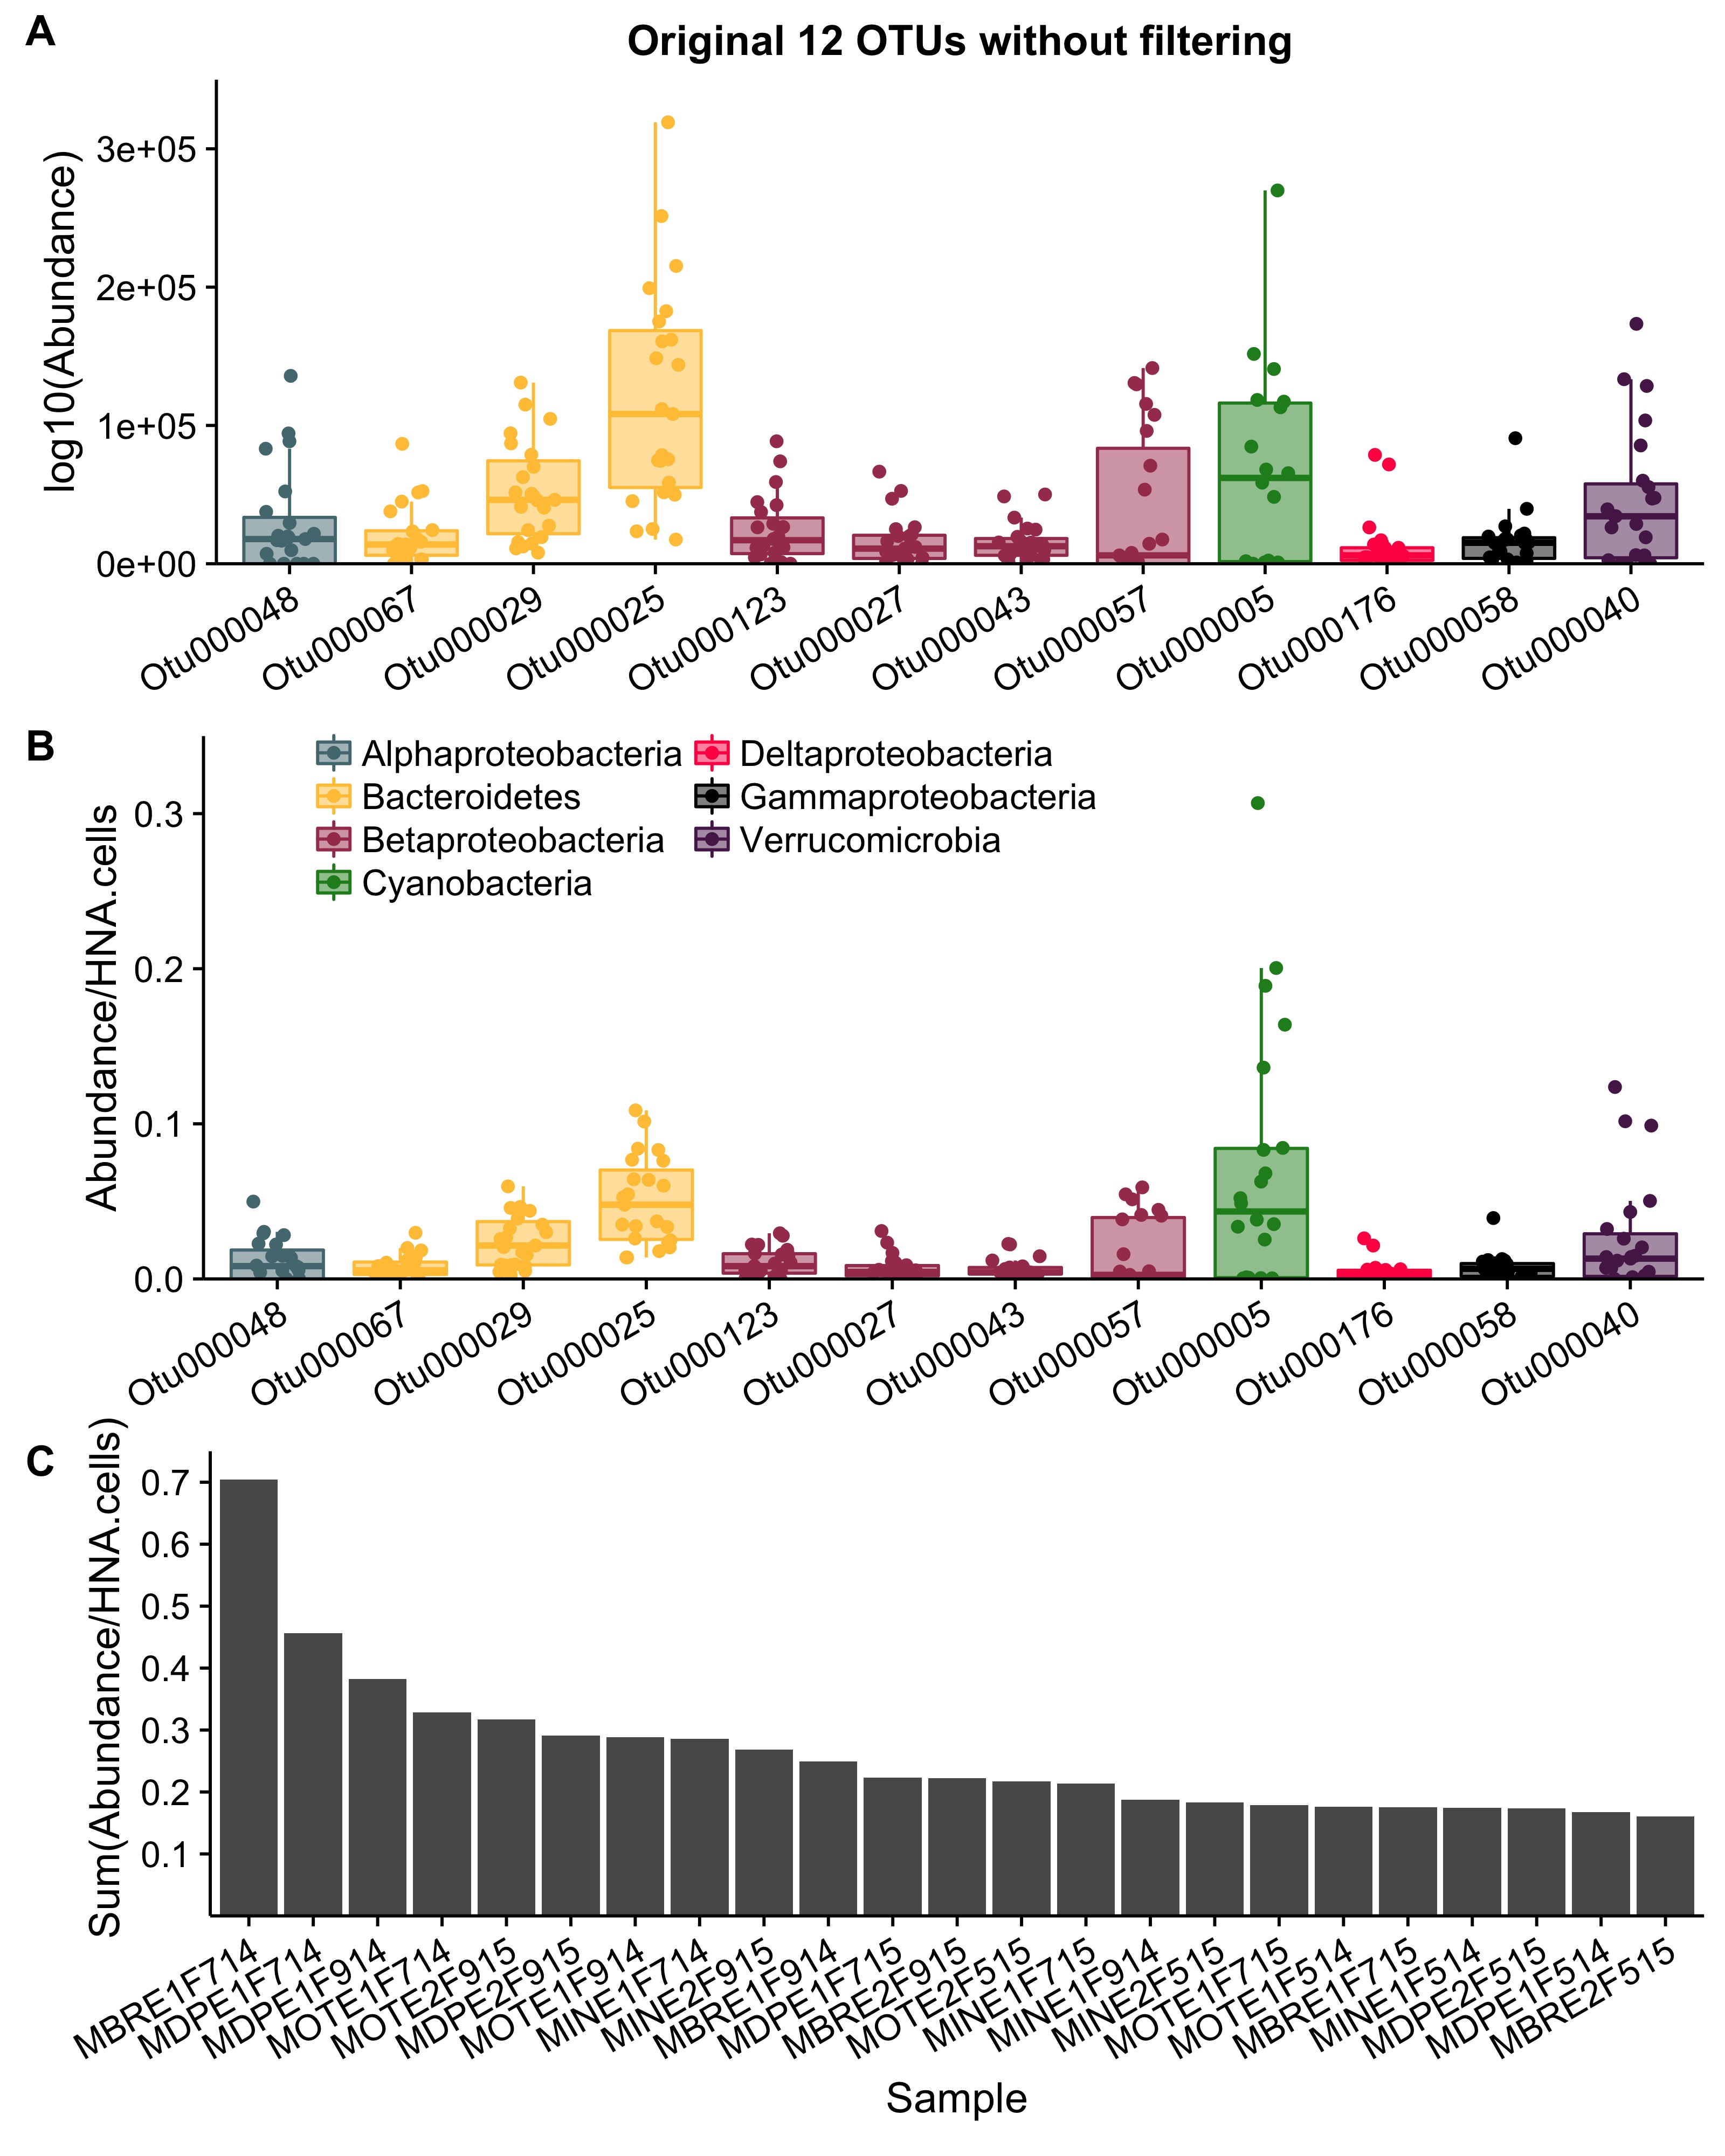 A
Original 12 OTUs without filtering
log10(Abundance)
3e+05
2e+05
1e+05
0e+00
Otu000048
Otu000067
Otu000029
Otu000025
Otu000123
Otu000027
Otu000043
Otu000057
Otu000005
Otu000176
Otu000058
Otu000040
B
Alphaproteobacteria
Bacteroidetes
Betaproteobacteria
Cyanobacteria
Deltaproteobacteria
Gammaproteobacteria
Verrucomicrobia
Abundance/HNA.cells
0.3
0.2
0.1
0.0
Otu000048
Otu000067
Otu000029
Otu000025
Otu000123
Otu000027
Otu000043
Otu000057
Otu000005
Otu000176
Otu000058
Otu000040
C
Sum(Abundance/HNA.cells)
0.7
0.6
0.5
0.4
0.3
0.2
0.1
MBRE1F714
MDPE1F714
MDPE1F914
MOTE1F714
MOTE2F915
MDPE2F915
MOTE1F914
MINE1F714
MINE2F915
MBRE1F914
MDPE1F715
MBRE2F915
MOTE2F515
MINE1F715
MINE1F914
MINE2F515
MOTE1F715
MOTE1F514
MBRE1F715
MINE1F514
MDPE2F515
MDPE1F514
MBRE2F515
Sample